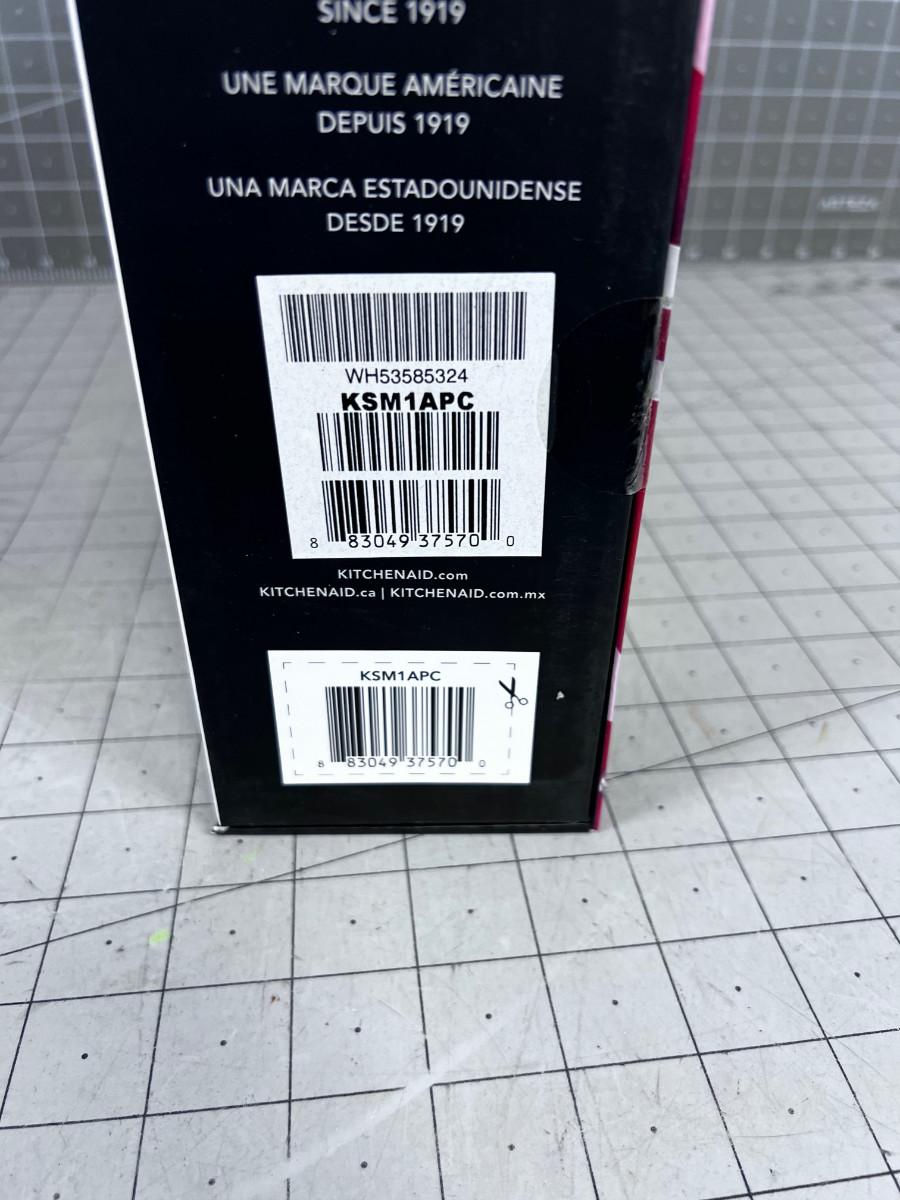 SINCE 1919
UNE MARQUE AMÉRICAINE
DEPUIS 1919
UNA MARCA ESTADOUNIDENSE
DESDE 1919
WH53585324
KSM1APC
8 83049 37570 0
KITCHENAID.com
KITCHENAID.ca | KITCHENAID.com.mx
KSM1APC
8 83049 37570 0